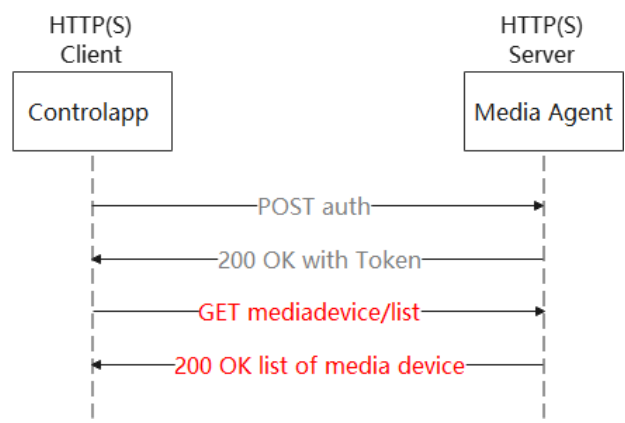 HTTP(S)
Client
HTTP(S)
Server
Controlapp
Media Agent
POST auth
200 OK with Token
GET mediadevice/list
200 OK list of media device